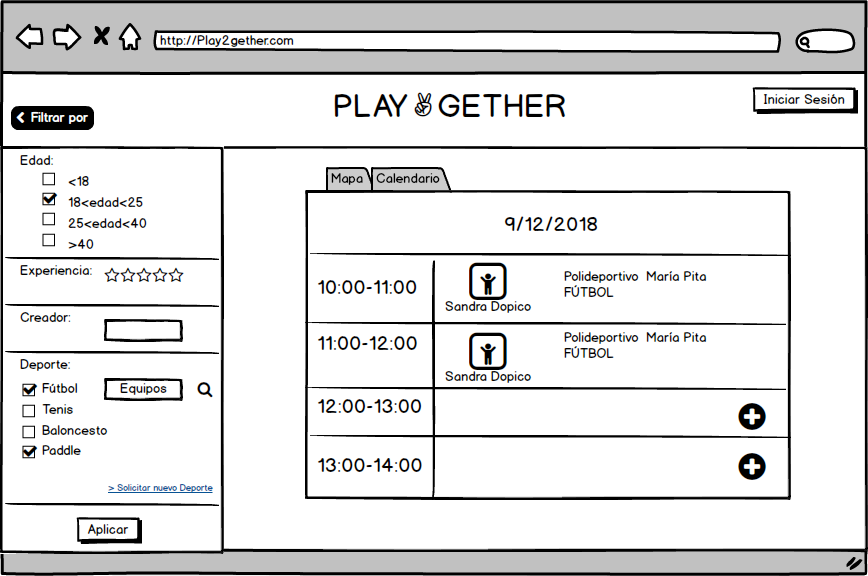 http://Play2gether.com
PLAY✌GETHER
Iniciar Sesión
Filtrar por
Edad:
<18
18<edad<25
25<edad<40
>40
Experiencia:
Creador:
Deporte:
Fútbol
Equipos
Tenis
Baloncesto
Paddle
> Solicitar nuevo Deporte
Aplicar
Mapa
Calendario
9/12/2018
10:00-11:00
Sandra Dopico
Polideportivo María Pita
FÚTBOL
11:00-12:00
Sandra Dopico
Polideportivo María Pita
FÚTBOL
12:00-13:00
13:00-14:00